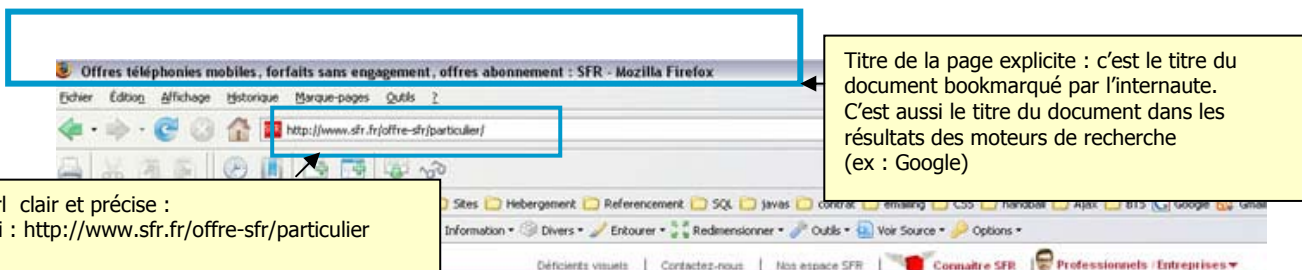 Offres téléphonies mobiles, forfaits sans engagement, offres abonnement : SFR - Mozilla Firefox
Titre de la page explicite : c'est le titre du
document bookmarqué par l'internaute.
C'est aussi le titre du document dans les
résultats des moteurs de recherche
(ex : Google)
Fichier Édition Affichage Historique Marque-pages Outils ?
http://www.sfr.fr/offre-sfr/particulier/
rl clair et précise :
i : http://www.sfr.fr/offre-sfr/particulier
Sites Hebergement Referencement SQL javas contrat emailing CSS handball Ajax BTS Google Gmail
Information Divers Entourer Redimensionner Outils Voir Source Options
Déficients visuels | Contactez-nous | Nos espace SFR | Connaître SFR | Professionnels / Entreprises